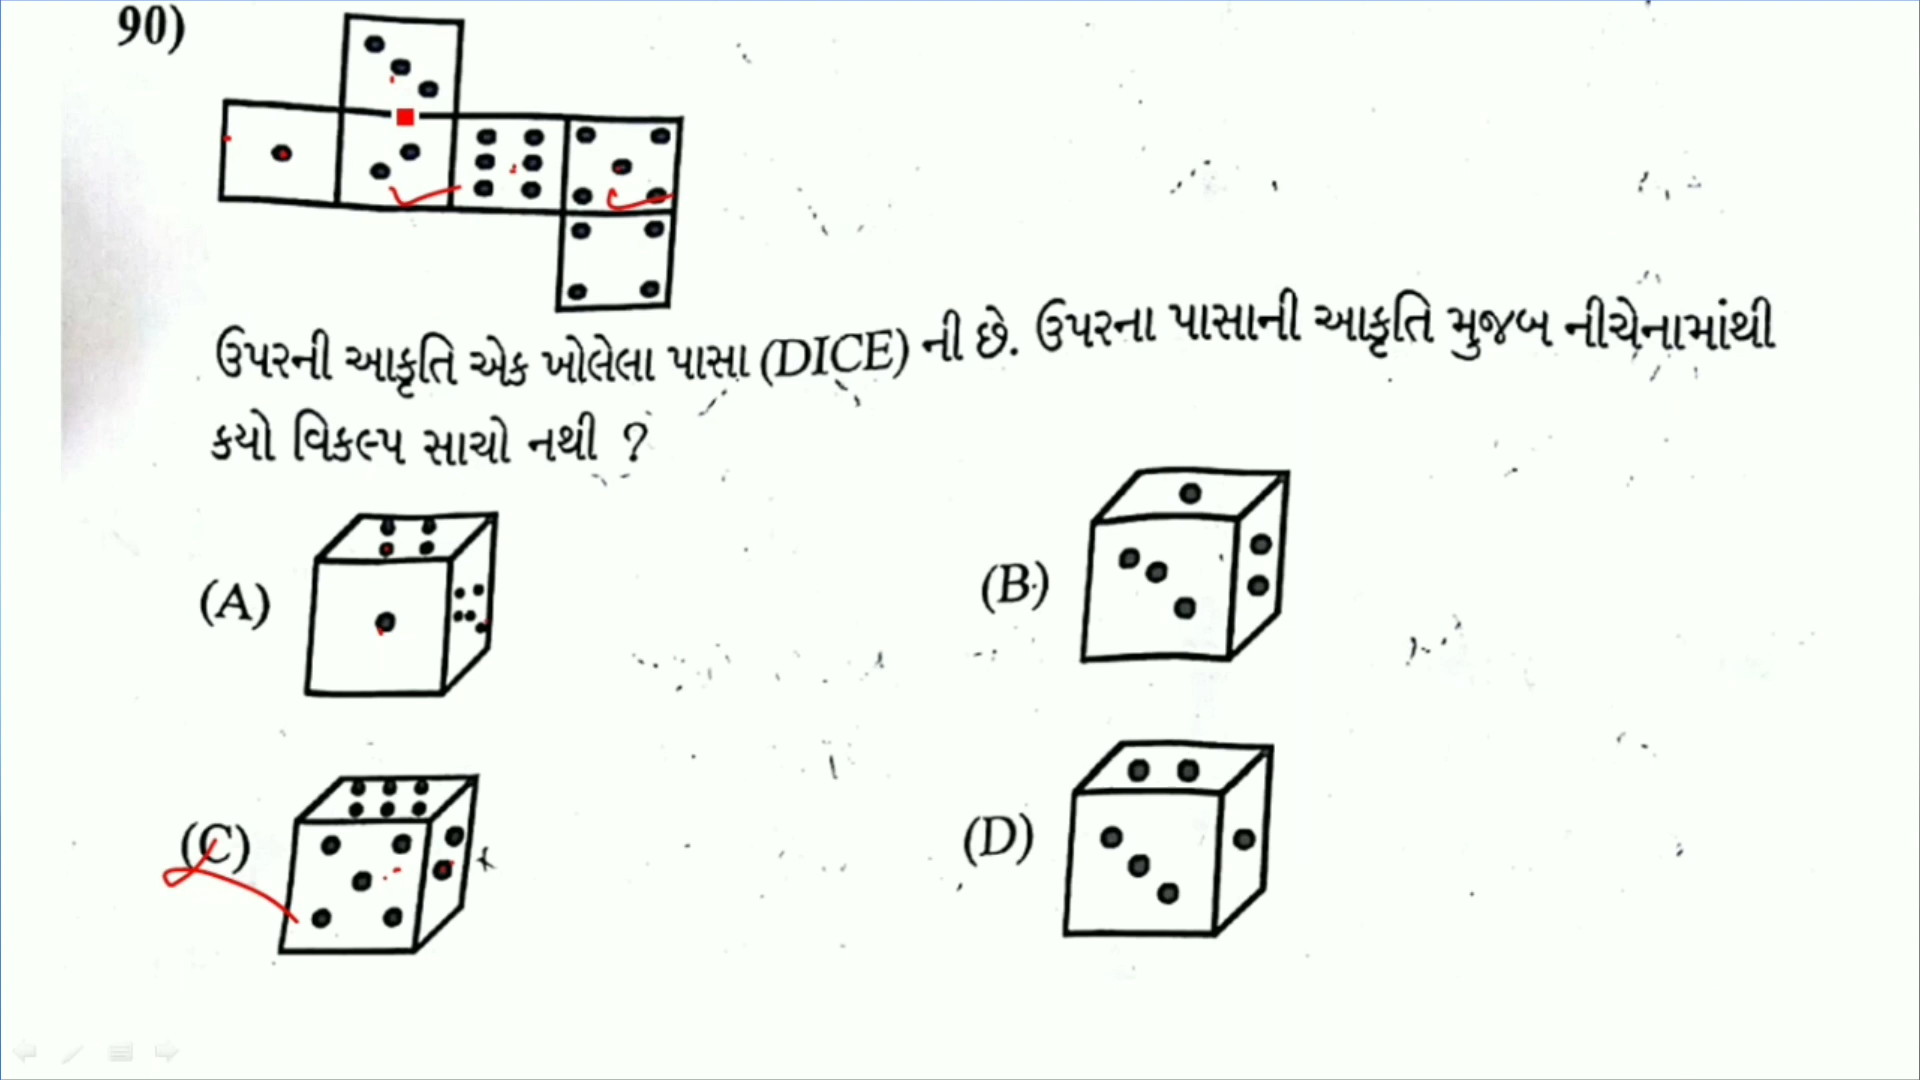 90)
ઉપરની આકૃતિ એક ખોલેલા પાસા (DICE) ની છે. ઉપરના પાસાની આકૃતિ મુજબ નીચેનામાંથી
કયો વિકલ્પ સાચો નથી ?
(A)
(B)
(C)
(D)